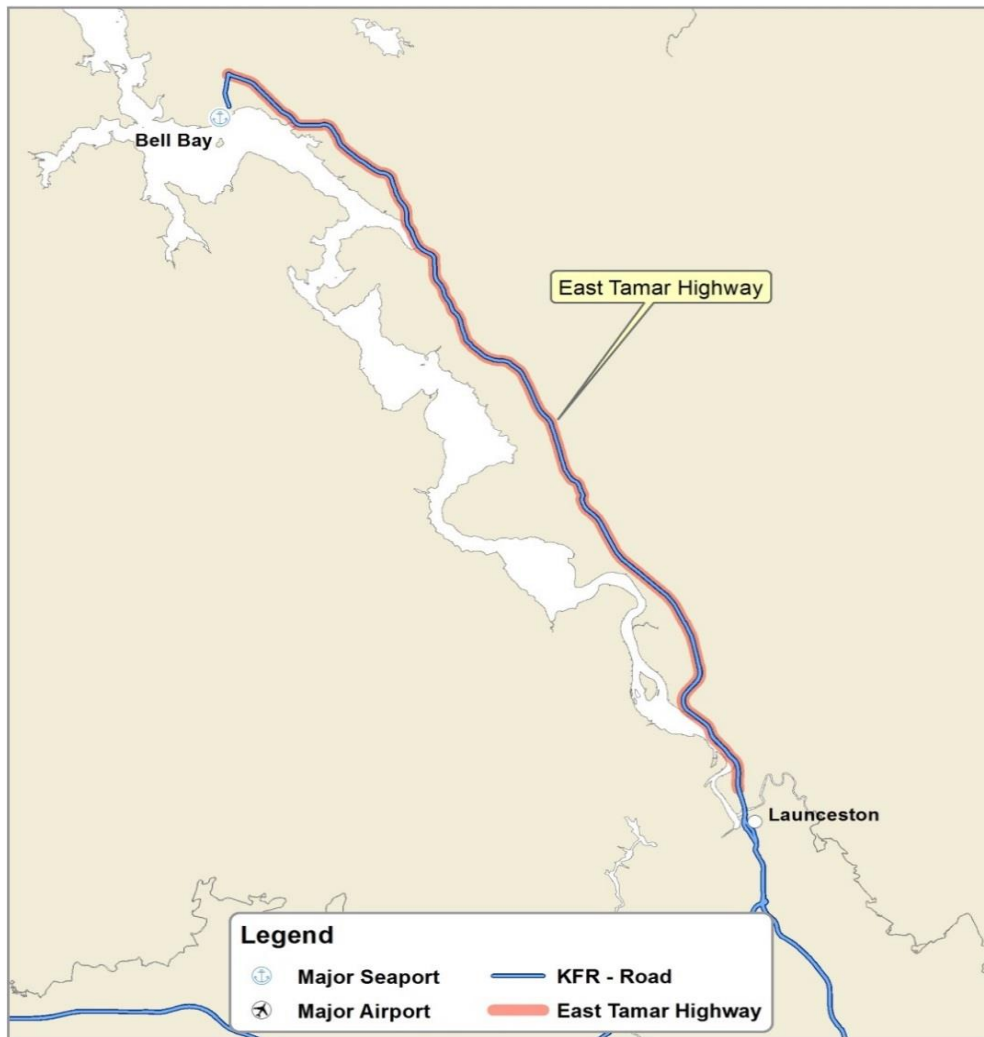 Bell Bay
East Tamar Highway
Launceston
Legend
Major Seaport
KFR - Road
Major Airport
East Tamar Highway